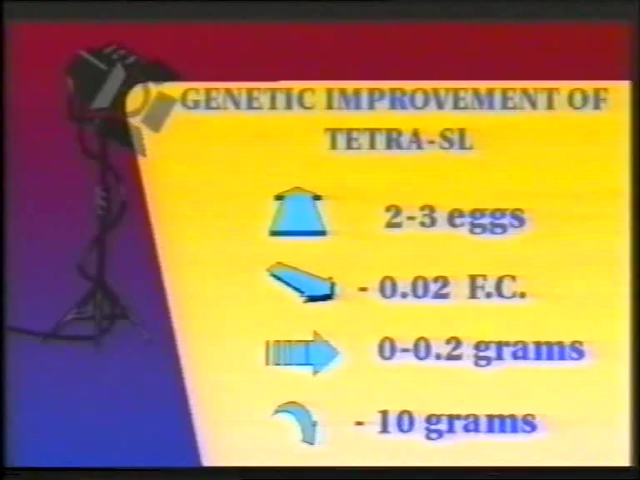 GENETIC IMPROVEMENT OF
TETRA-SL
2-3 eggs
- 0.02 F.C.
0-0.2 grams
- 10 grams